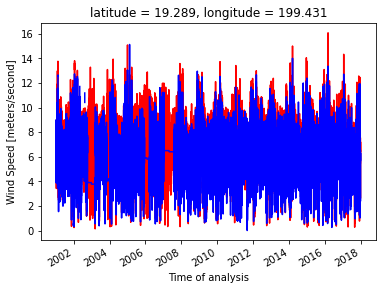 latitude = 19.289, longitude = 199.431
Wind Speed [meters/second]
16
14
12
10
8
6
4
2
0
2002 2004 2006 2008 2010 2012 2014 2016 2018
Time of analysis